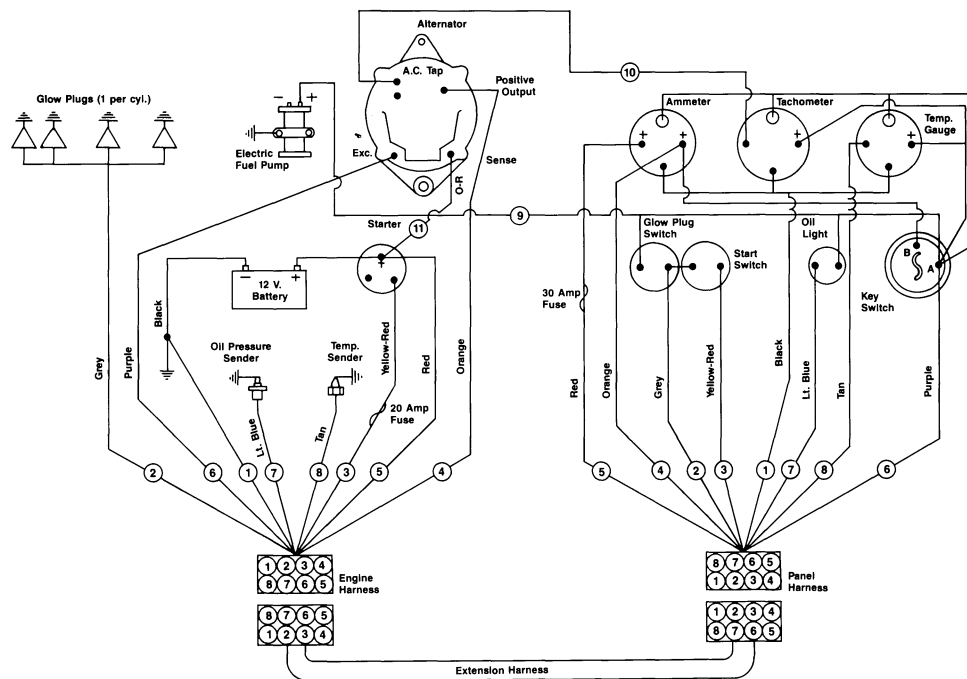 Alternator
A.C. Tap
Positive
Output
Exc.
Sense
O-R
Glow Plugs (1 per cyl.)
- +
Electric
Fuel Pump
10
Ammeter
Tachometer
Temp.
Gauge
+ + + +
9
11
Starter
+
- +
12 V.
Battery
Glow Plug
Switch
Start
Switch
Oil
Light
B
A
Key
Switch
30 Amp
Fuse
Black
Oil Pressure
Sender
Temp.
Sender
20 Amp
Fuse
Grey
Purple
Lt. Blue
Tan
Yellow-Red
Red
Orange
Red
Orange
Grey
Yellow-Red
Black
Lt. Blue
Tan
Purple
2 6 1 7 8 3 5 4
5 4 2 3 1 7 8 6
1 2 3 4
8 7 6 5
Engine
Harness
8 7 6 5
1 2 3 4
8 7 6 5
1 2 3 4
Panel
Harness
1 2 3 4
8 7 6 5
Extension Harness